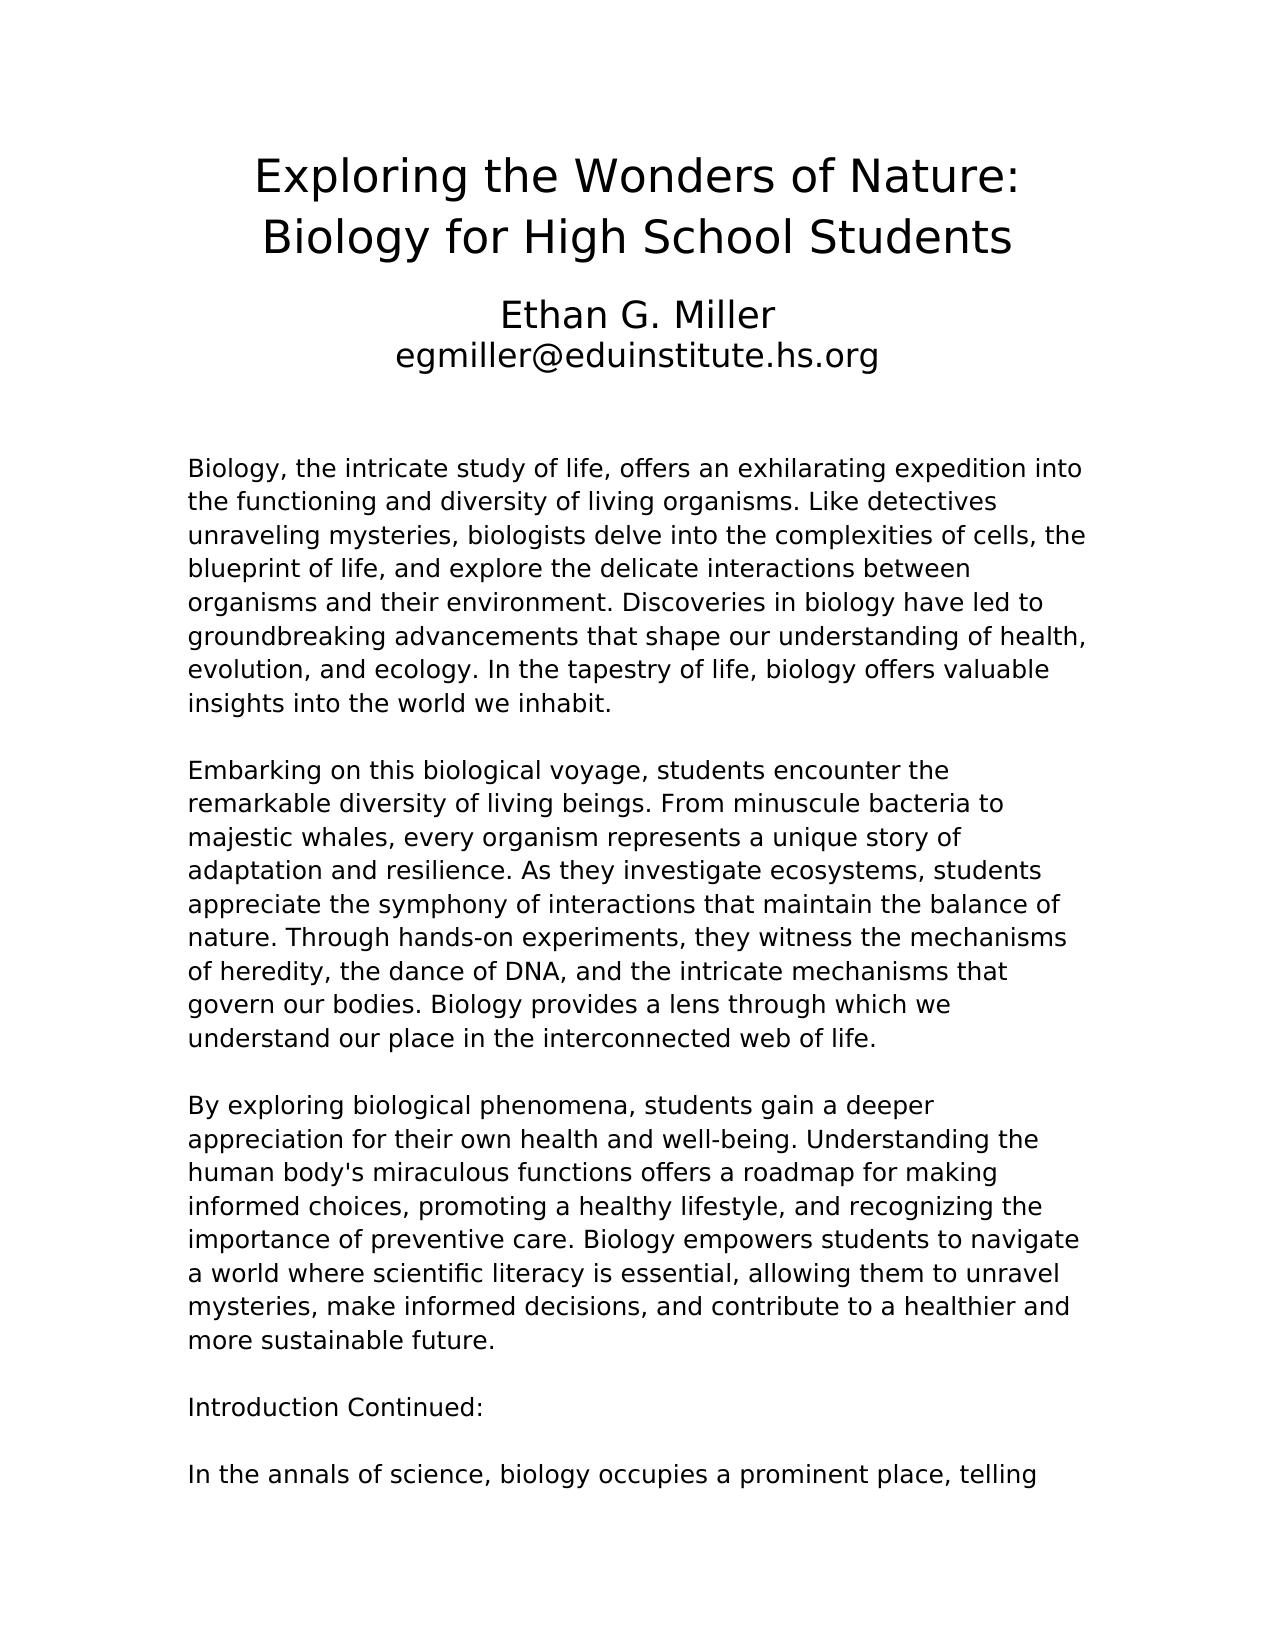 Exploring the Wonders of Nature:
Biology for High School Students
Ethan G. Miller
egmiller@eduinstitute.hs.org
Biology, the intricate study of life, offers an exhilarating expedition into
the functioning and diversity of living organisms. Like detectives
unraveling mysteries, biologists delve into the complexities of cells, the
blueprint of life, and explore the delicate interactions between
organisms and their environment. Discoveries in biology have led to
groundbreaking advancements that shape our understanding of health,
evolution, and ecology. In the tapestry of life, biology offers valuable
insights into the world we inhabit.
Embarking on this biological voyage, students encounter the
remarkable diversity of living beings. From minuscule bacteria to
majestic whales, every organism represents a unique story of
adaptation and resilience. As they investigate ecosystems, students
appreciate the symphony of interactions that maintain the balance of
nature. Through hands-on experiments, they witness the mechanisms
of heredity, the dance of DNA, and the intricate mechanisms that
govern our bodies. Biology provides a lens through which we
understand our place in the interconnected web of life.
By exploring biological phenomena, students gain a deeper
appreciation for their own health and well-being. Understanding the
human body's miraculous functions offers a roadmap for making
informed choices, promoting a healthy lifestyle, and recognizing the
importance of preventive care. Biology empowers students to navigate
a world where scientific literacy is essential, allowing them to unravel
mysteries, make informed decisions, and contribute to a healthier and
more sustainable future.
Introduction Continued:
In the annals of science, biology occupies a prominent place, telling